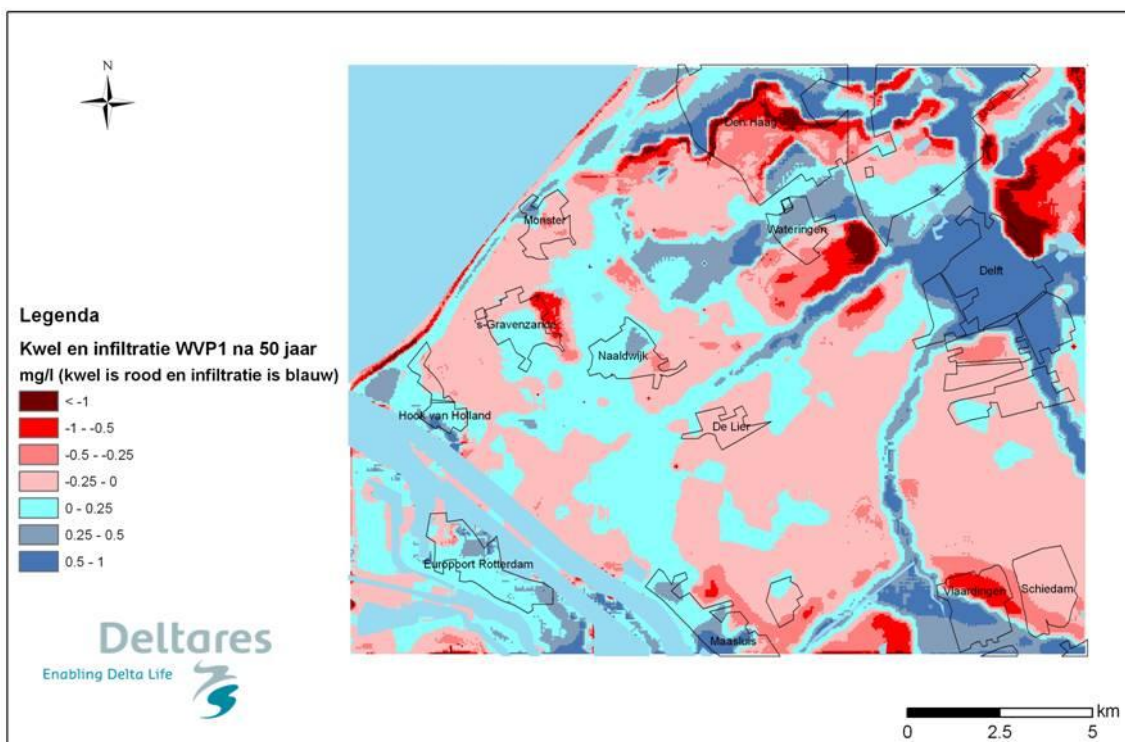 N
Den Haag
Monster
Wateringen
Delft
Legenda
Kwel en infiltratie WVP1 na 50 jaar
mg/l (kwel is rood en infiltratie is blauw)
< -1
-1 - -0.5
-0.5 - -0.25
-0.25 - 0
0 - 0.25
0.25 - 0.5
0.5 - 1
's-Gravenzande
Naaldwijk
Hoek van Holland
De Lier
Europport Rotterdam
Vlaardingen
Schiedam
Maasluis
Deltares
Enabling Delta Life
km
0 2.5 5